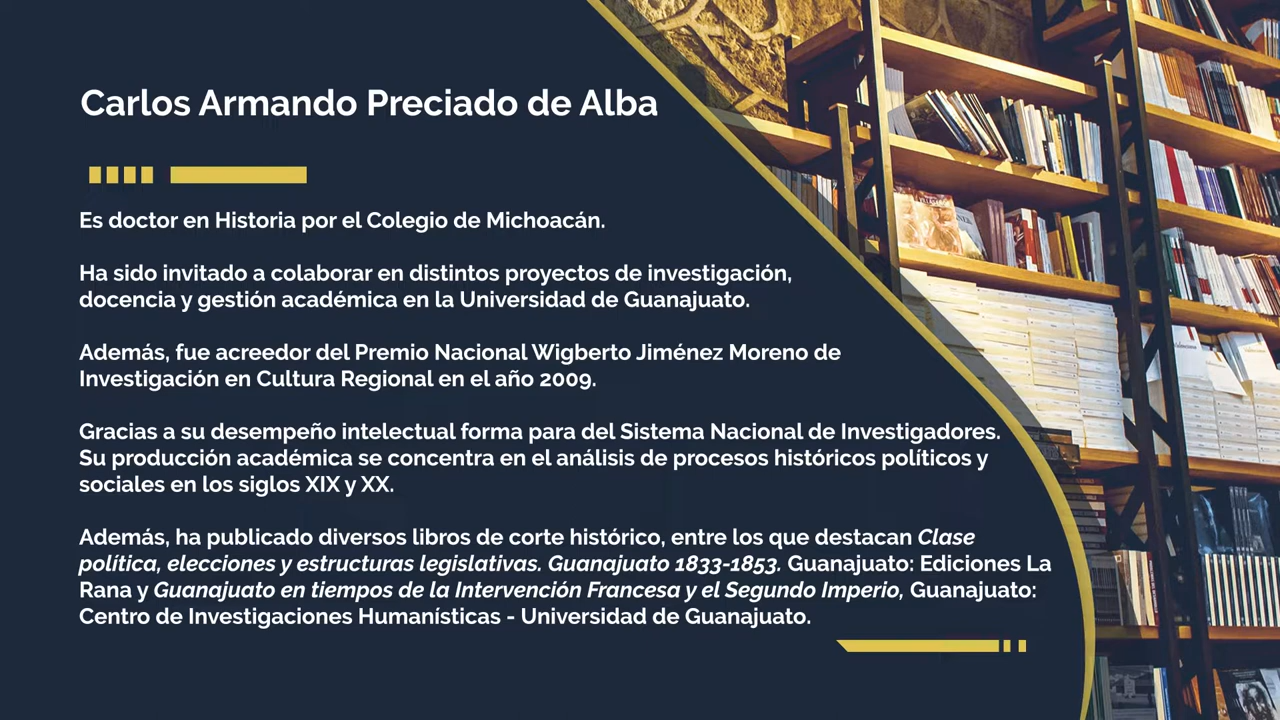 Carlos Armando Preciado de Alba
Es doctor en Historia por el Colegio de Michoacán.
Ha sido invitado a colaborar en distintos proyectos de investigación,
docencia y gestión académica en la Universidad de Guanajuato.
Además, fue acreedor del Premio Nacional Wigberto Jiménez Moreno de
Investigación en Cultura Regional en el año 2009.
Gracias a su desempeño intelectual forma para del Sistema Nacional de Investigadores.
Su producción académica se concentra en el análisis de procesos históricos políticos y
sociales en los siglos XIX y XX.
Además, ha publicado diversos libros de corte histórico, entre los que destacan Clase
política, elecciones y estructuras legislativas. Guanajuato 1833-1853. Guanajuato: Ediciones La
Rana y Guanajuato en tiempos de la Intervención Francesa y el Segundo Imperio, Guanajuato:
Centro de Investigaciones Humanísticas - Universidad de Guanajuato.